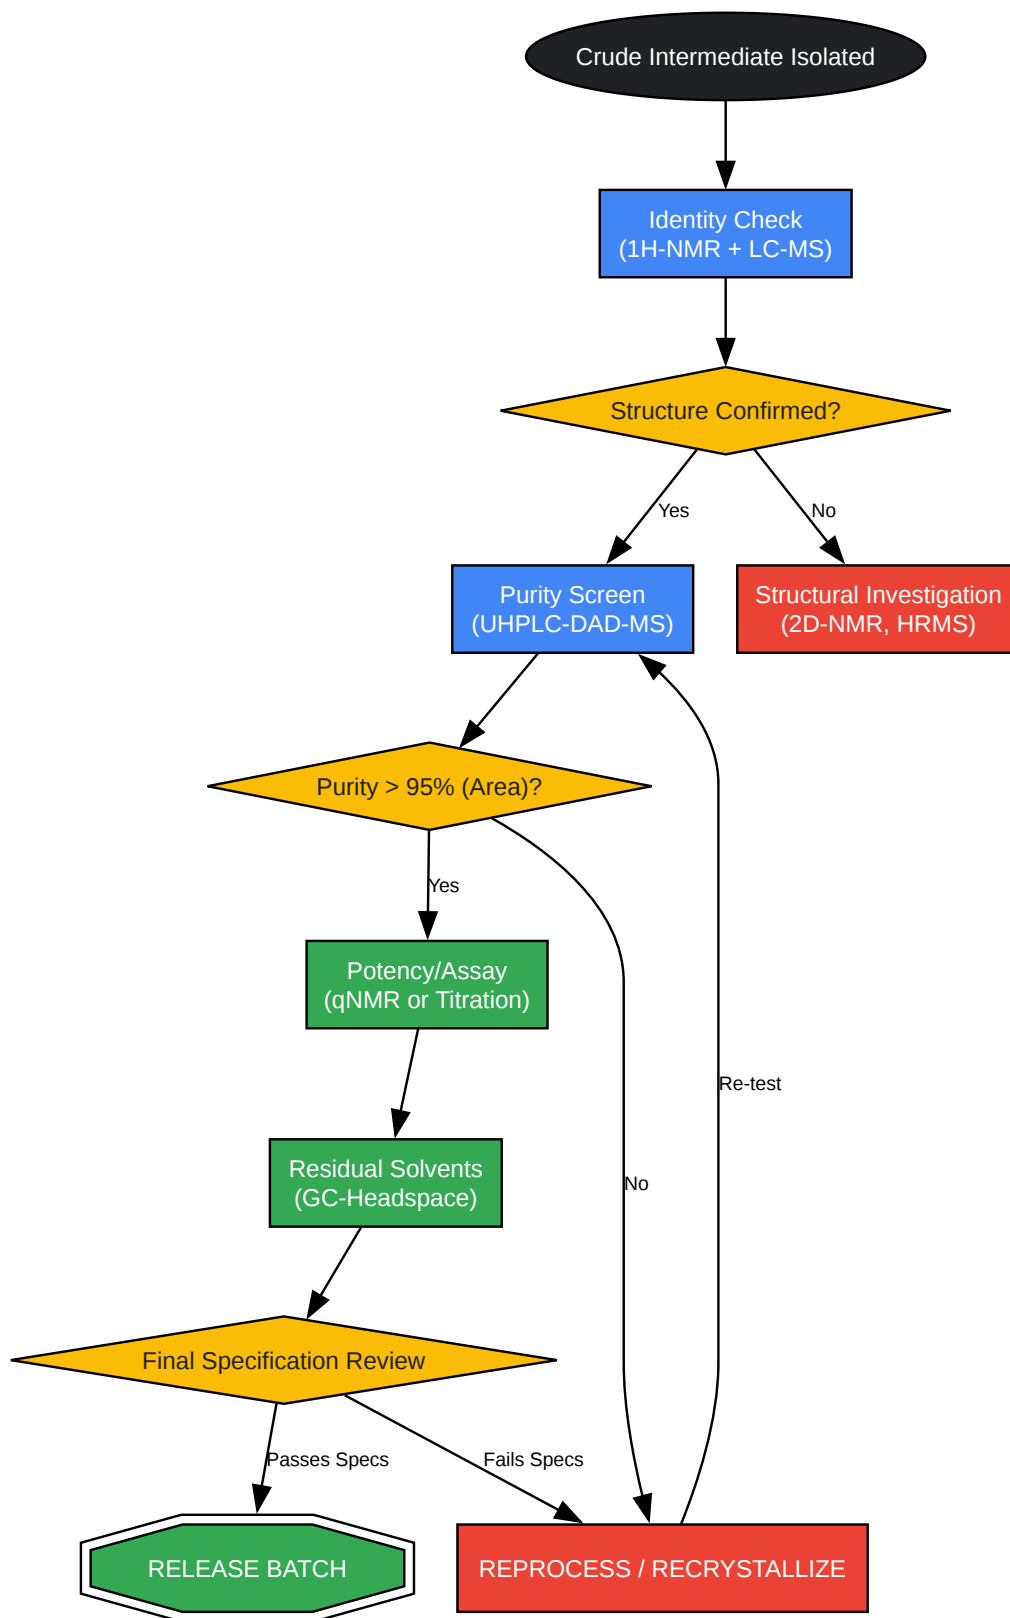 Crude Intermediate Isolated
Identity Check
(1H-NMR + LC-MS)
Structure Confirmed?
Yes
No
Purity Screen
(UHPLC-DAD-MS)
Structural Investigation
(2D-NMR, HRMS)
Purity > 95% (Area)?
Yes
Potency/Assay
(qNMR or Titration)
Re-test
Residual Solvents
(GC-Headspace)
No
Final Specification Review
Passes Specs
Fails Specs
RELEASE BATCH
REPROCESS / RECRYSTALLIZE